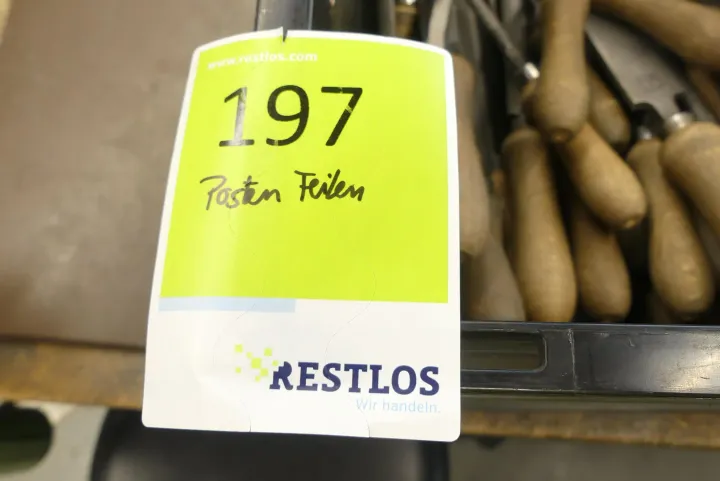 www.restlos.com
197
Posten Feilen
RESTLOS
Wir handeln.